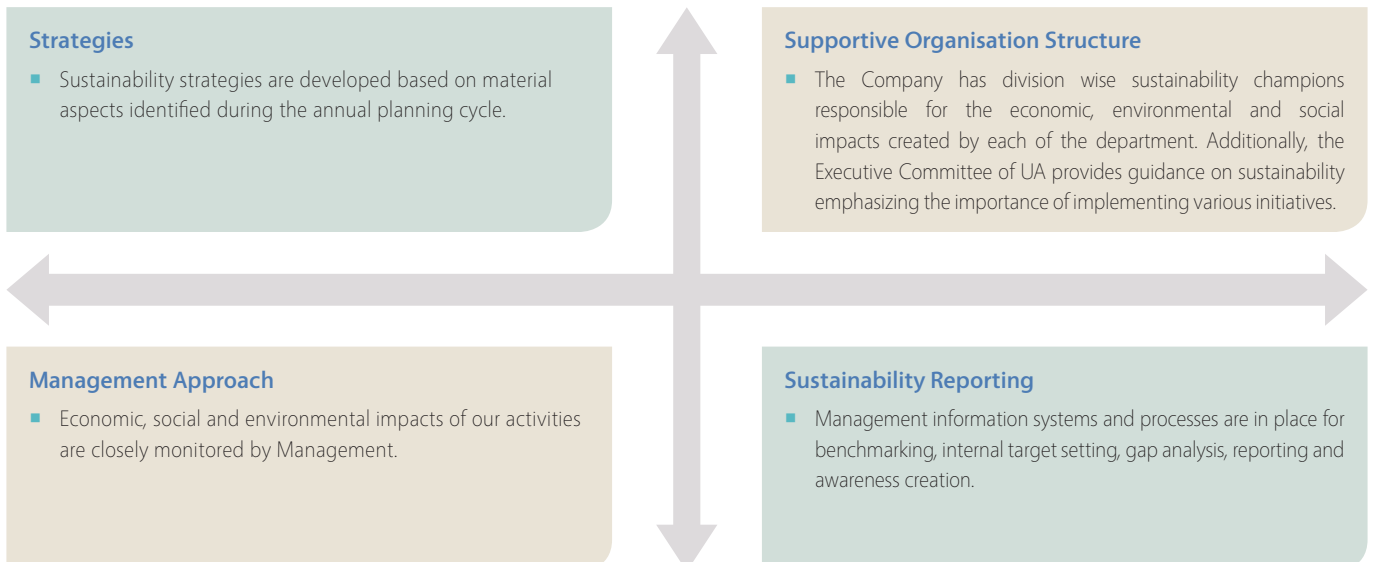 Strategies
▪ Sustainability strategies are developed based on material
aspects identified during the annual planning cycle.
Supportive Organisation Structure
▪ The Company has division wise sustainability champions
responsible for the economic, environmental and social
impacts created by each of the department. Additionally, the
Executive Committee of UA provides guidance on sustainability
emphasizing the importance of implementing various initiatives.
Management Approach
▪ Economic, social and environmental impacts of our activities
are closely monitored by Management.
Sustainability Reporting
▪ Management information systems and processes are in place for
benchmarking, internal target setting, gap analysis, reporting and
awareness creation.